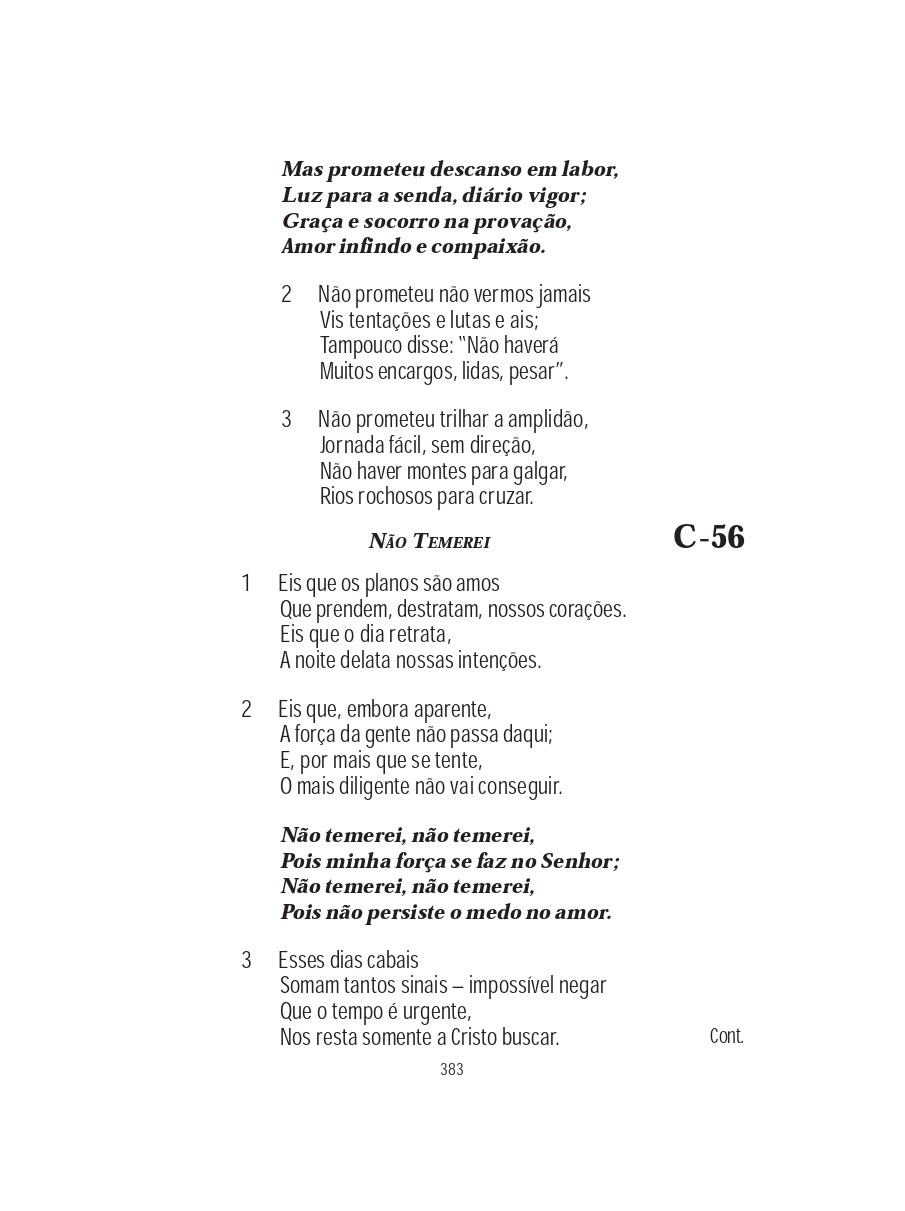 Mas prometeu descanso em labor,
Luz para a senda, diário vigor;
Graça e socorro na provação,
Amor infindo e compaixão.
2 Não prometeu não vermos jamais
Vis tentações e lutas e ais;
Tampouco disse: “Não haverá
Muitos encargos, lidas, pesar”.
3 Não prometeu trilhar a amplidão,
Jornada fácil, sem direção,
Não haver montes para galgar,
Rios rochosos para cruzar.
Não Temerei C-56
1 Eis que os planos são amos
Que prendem, destratam, nossos corações.
Eis que o dia retrata,
A noite delata nossas intenções.
2 Eis que, embora aparente,
A força da gente não passa daqui;
E, por mais que se tente,
O mais diligente não vai conseguir.
Não temerei, não temerei,
Pois minha força se faz no Senhor;
Não temerei, não temerei,
Pois não persiste o medo no amor.
3 Esses dias cabais
Somam tantos sinais – impossível negar
Que o tempo é urgente,
Nos resta somente a Cristo buscar. Cont.
383